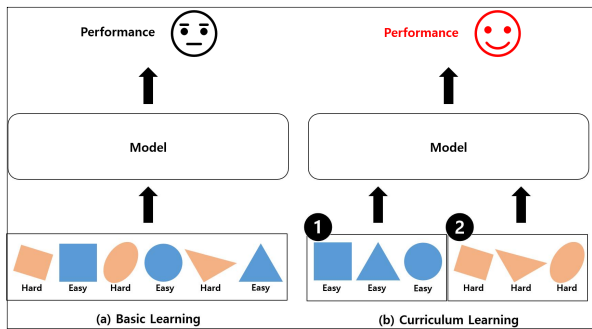 Performance
Model
Hard Easy Hard Easy Hard Easy
(a) Basic Learning
Performance
Model
1 2
Easy Easy Easy Hard Hard Hard
(b) Curriculum Learning